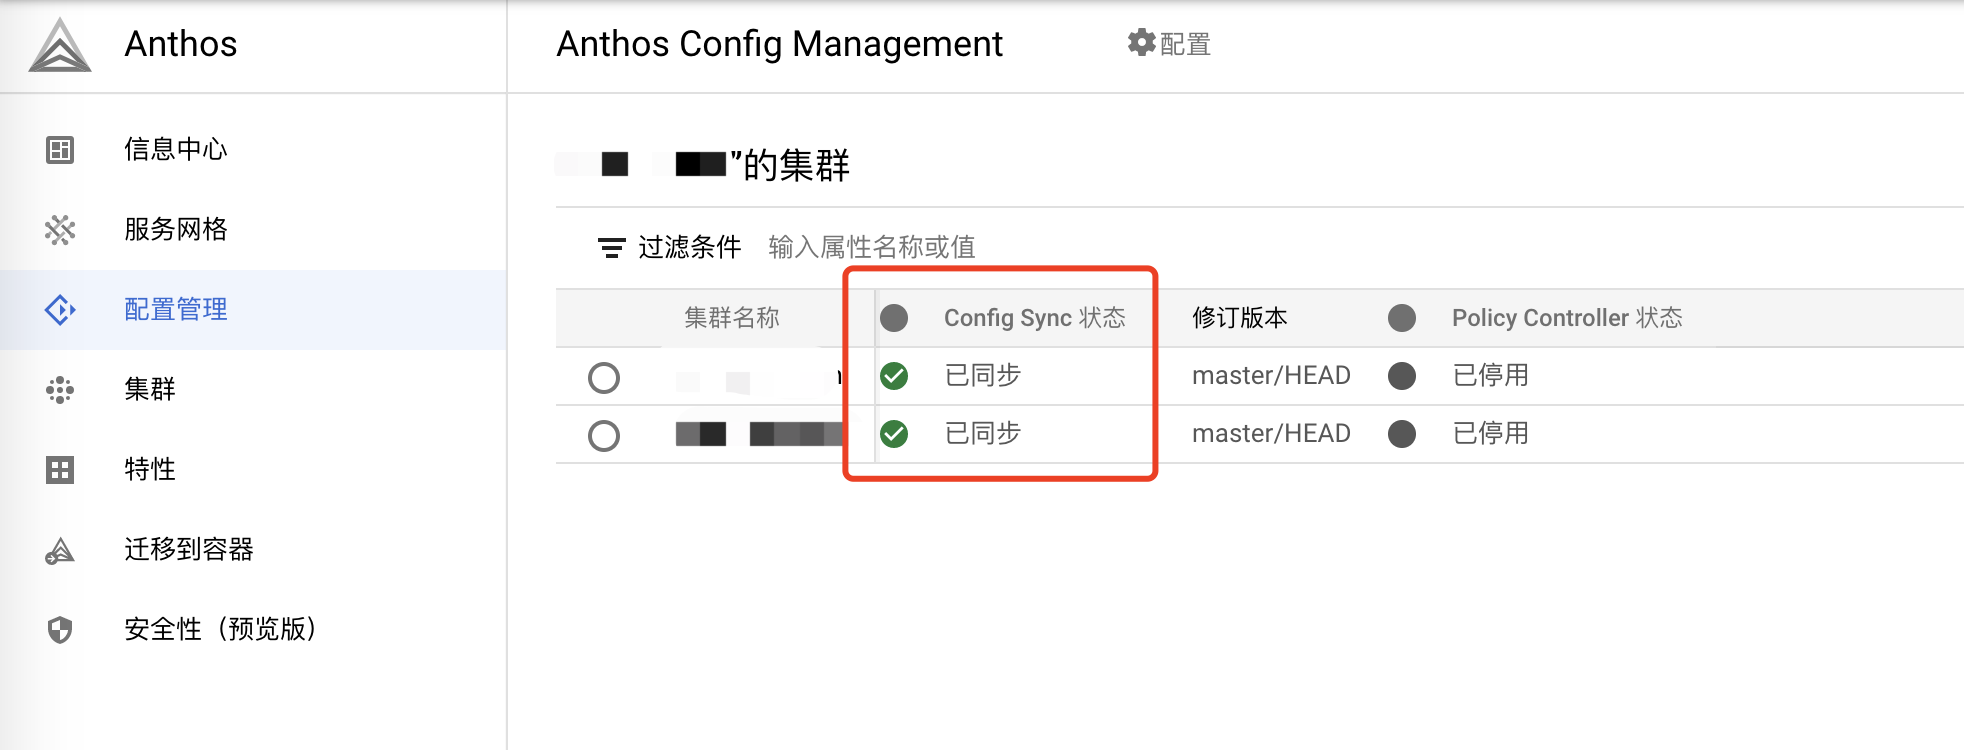 Anthos
Anthos Config Management
配置
信息中心
服务网格
配置管理
集群
特性
迁移到容器
安全性（预览版）
”的集群
过滤条件 输入属性名称或值
集群名称 Config Sync 状态 修订版本 Policy Controller 状态
已同步 master/HEAD 已停用
已同步 master/HEAD 已停用